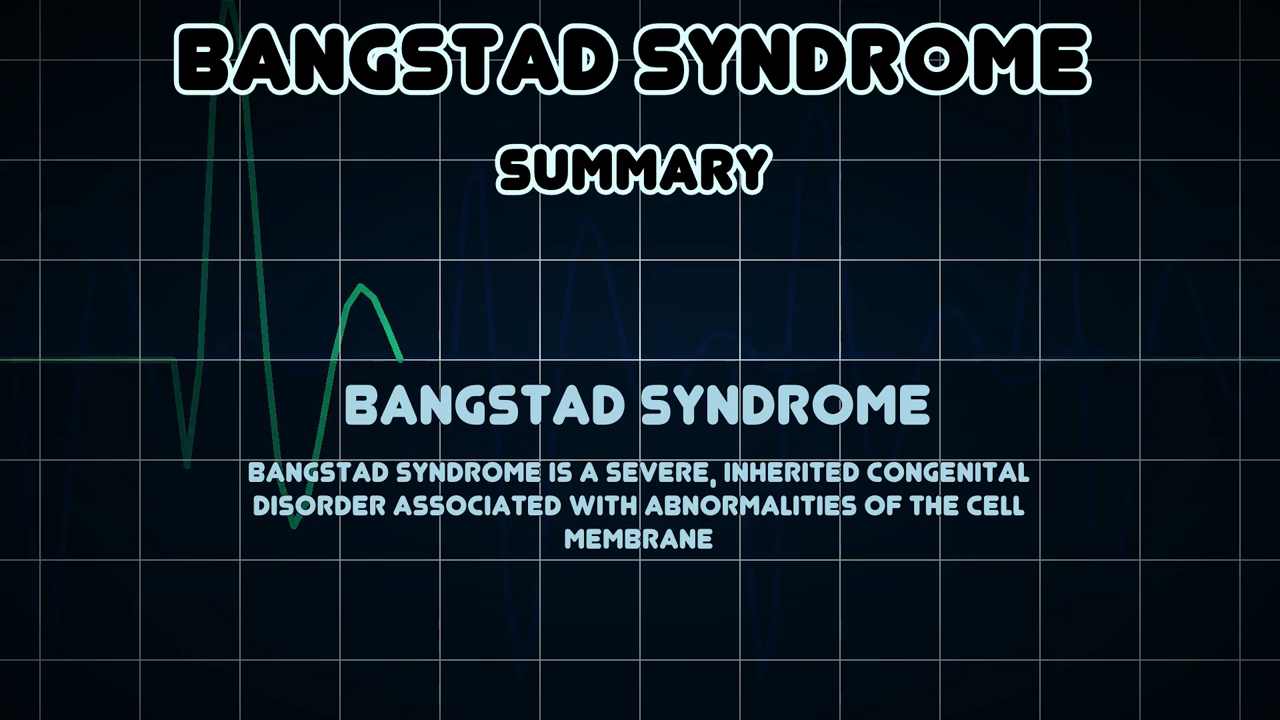 BANGSTAD SYNDROME
SUMMARY
BANGSTAD SYNDROME
BANGSTAD SYNDROME IS A SEVERE, INHERITED CONGENITAL
DISORDER ASSOCIATED WITH ABNORMALITIES OF THE CELL
MEMBRANE